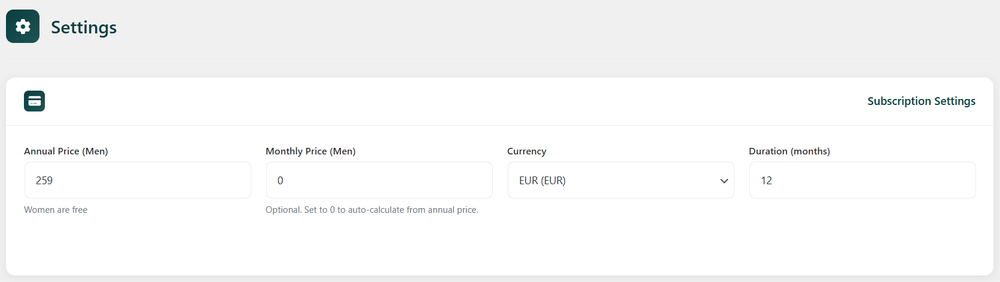 Settings
Subscription Settings
Annual Price (Men)
259
Women are free
Monthly Price (Men)
0
Optional. Set to 0 to auto-calculate from annual price.
Currency
EUR (EUR)
Duration (months)
12